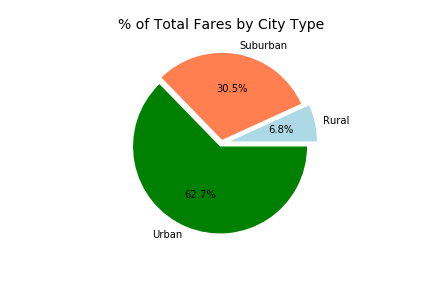 % of Total Fares by City Type
Suburban
30.5%
Rural
6.8%
62.7%
Urban